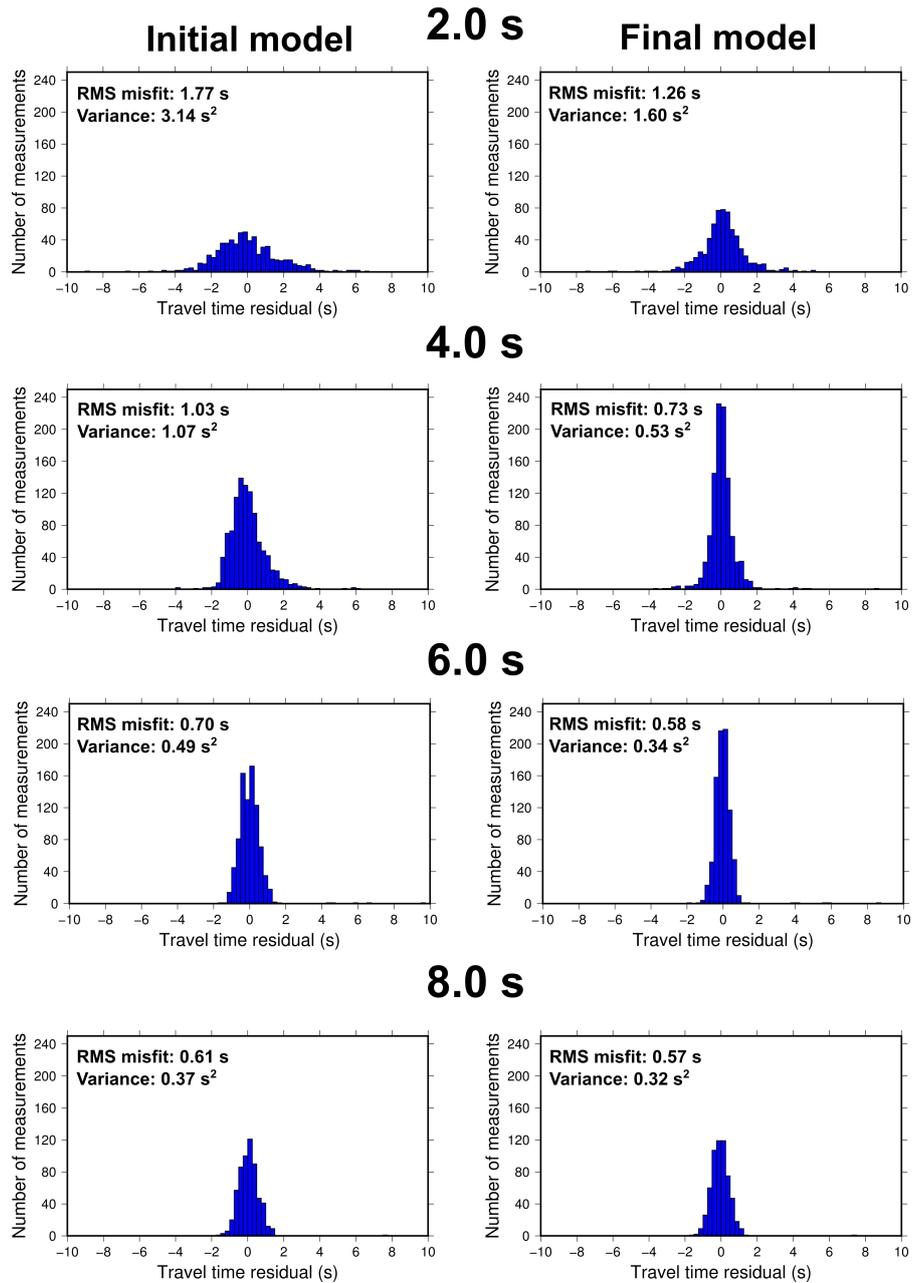 2.0 s
Initial model
Final model
RMS misfit: 1.77 s
Variance: 3.14 s²
Number of measurements
240
200
160
120
80
40
0
−10 −8 −6 −4 −2 0 2 4 6 8 10
Travel time residual (s)
RMS misfit: 1.26 s
Variance: 1.60 s²
Number of measurements
240
200
160
120
80
40
0
−10 −8 −6 −4 −2 0 2 4 6 8 10
Travel time residual (s)
4.0 s
RMS misfit: 1.03 s
Variance: 1.07 s²
Number of measurements
240
200
160
120
80
40
0
−10 −8 −6 −4 −2 0 2 4 6 8 10
Travel time residual (s)
RMS misfit: 0.73 s
Variance: 0.53 s²
Number of measurements
240
200
160
120
80
40
0
−10 −8 −6 −4 −2 0 2 4 6 8 10
Travel time residual (s)
6.0 s
RMS misfit: 0.70 s
Variance: 0.49 s²
Number of measurements
240
200
160
120
80
40
0
−10 −8 −6 −4 −2 0 2 4 6 8 10
Travel time residual (s)
RMS misfit: 0.58 s
Variance: 0.34 s²
Number of measurements
240
200
160
120
80
40
0
−10 −8 −6 −4 −2 0 2 4 6 8 10
Travel time residual (s)
8.0 s
RMS misfit: 0.61 s
Variance: 0.37 s²
Number of measurements
240
200
160
120
80
40
0
−10 −8 −6 −4 −2 0 2 4 6 8 10
Travel time residual (s)
RMS misfit: 0.57 s
Variance: 0.32 s²
Number of measurements
240
200
160
120
80
40
0
−10 −8 −6 −4 −2 0 2 4 6 8 10
Travel time residual (s)